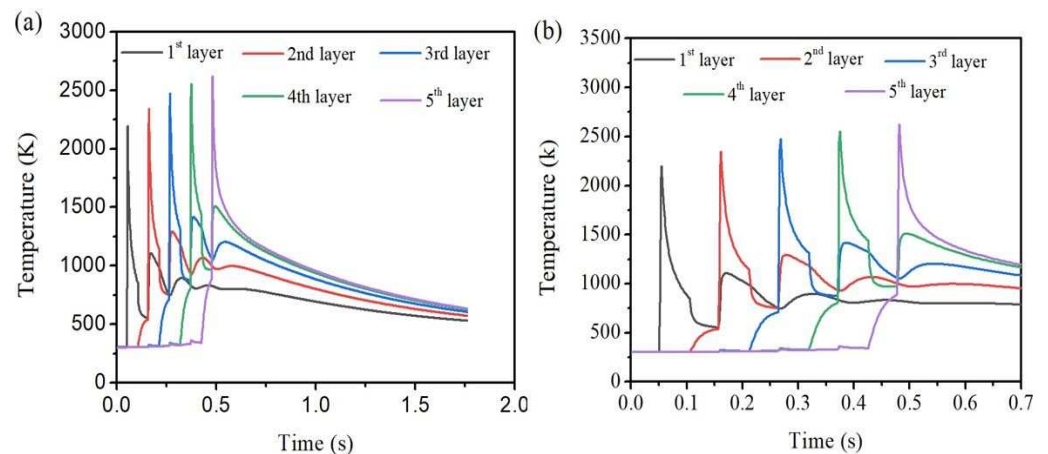 (a)
3000
2500
2000
1500
1000
500
0
Temperature (K)
1st layer
2nd layer
3rd layer
4th layer
5th layer
0.0 0.5 1.0 1.5 2.0
Time (s)
(b)
3500
3000
2500
2000
1500
1000
500
0
Temperature (k)
1st layer
2nd layer
3rd layer
4th layer
5th layer
0.0 0.1 0.2 0.3 0.4 0.5 0.6 0.7
Time (s)